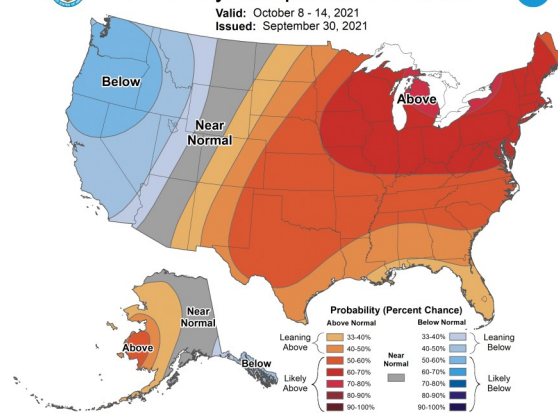 Valid: October 8 - 14, 2021
Issued: September 30, 2021
Below
Near
Normal
Above
Near
Normal
Above
Below
Probability (Percent Chance)
Above Normal
Below Normal
Leaning
Above
33-40%
40-50%
Likely
Above
50-60%
60-70%
70-80%
80-90%
90-100%
Near
Normal
33-40%
40-50%
Leaning
Below
50-60%
60-70%
70-80%
80-90%
90-100%
Likely
Below